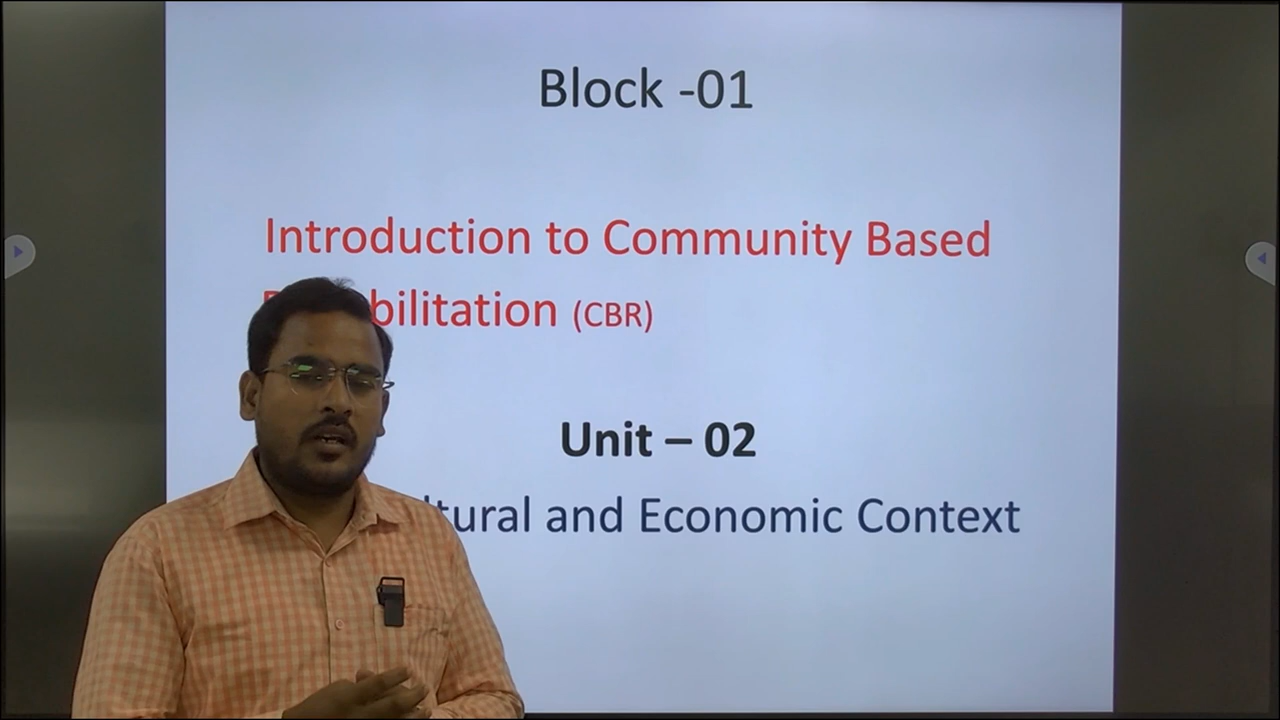 Block -01
Introduction to Community Based
bilitation (CBR)
Unit – 02
ltural and Economic Context